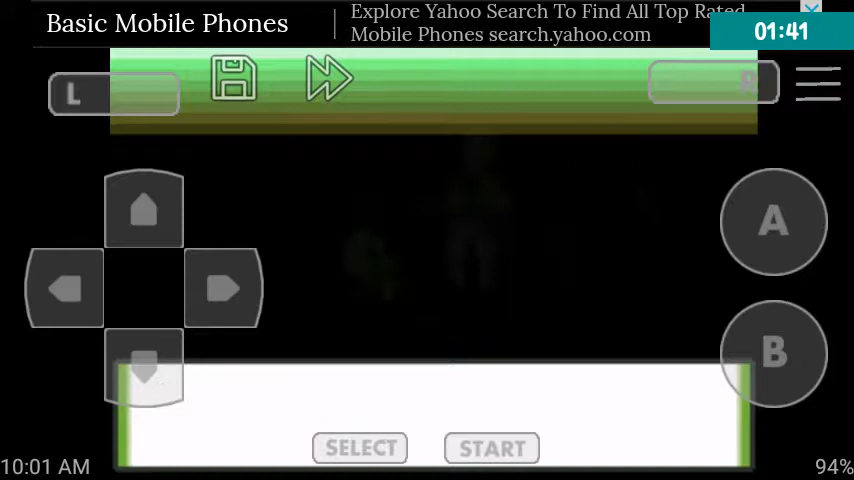 Basic Mobile Phones
Explore Yahoo Search To Find All Top Rated
Mobile Phones search.yahoo.com
01:41
L
R
A
B
SELECT
START
10:01 AM
94%